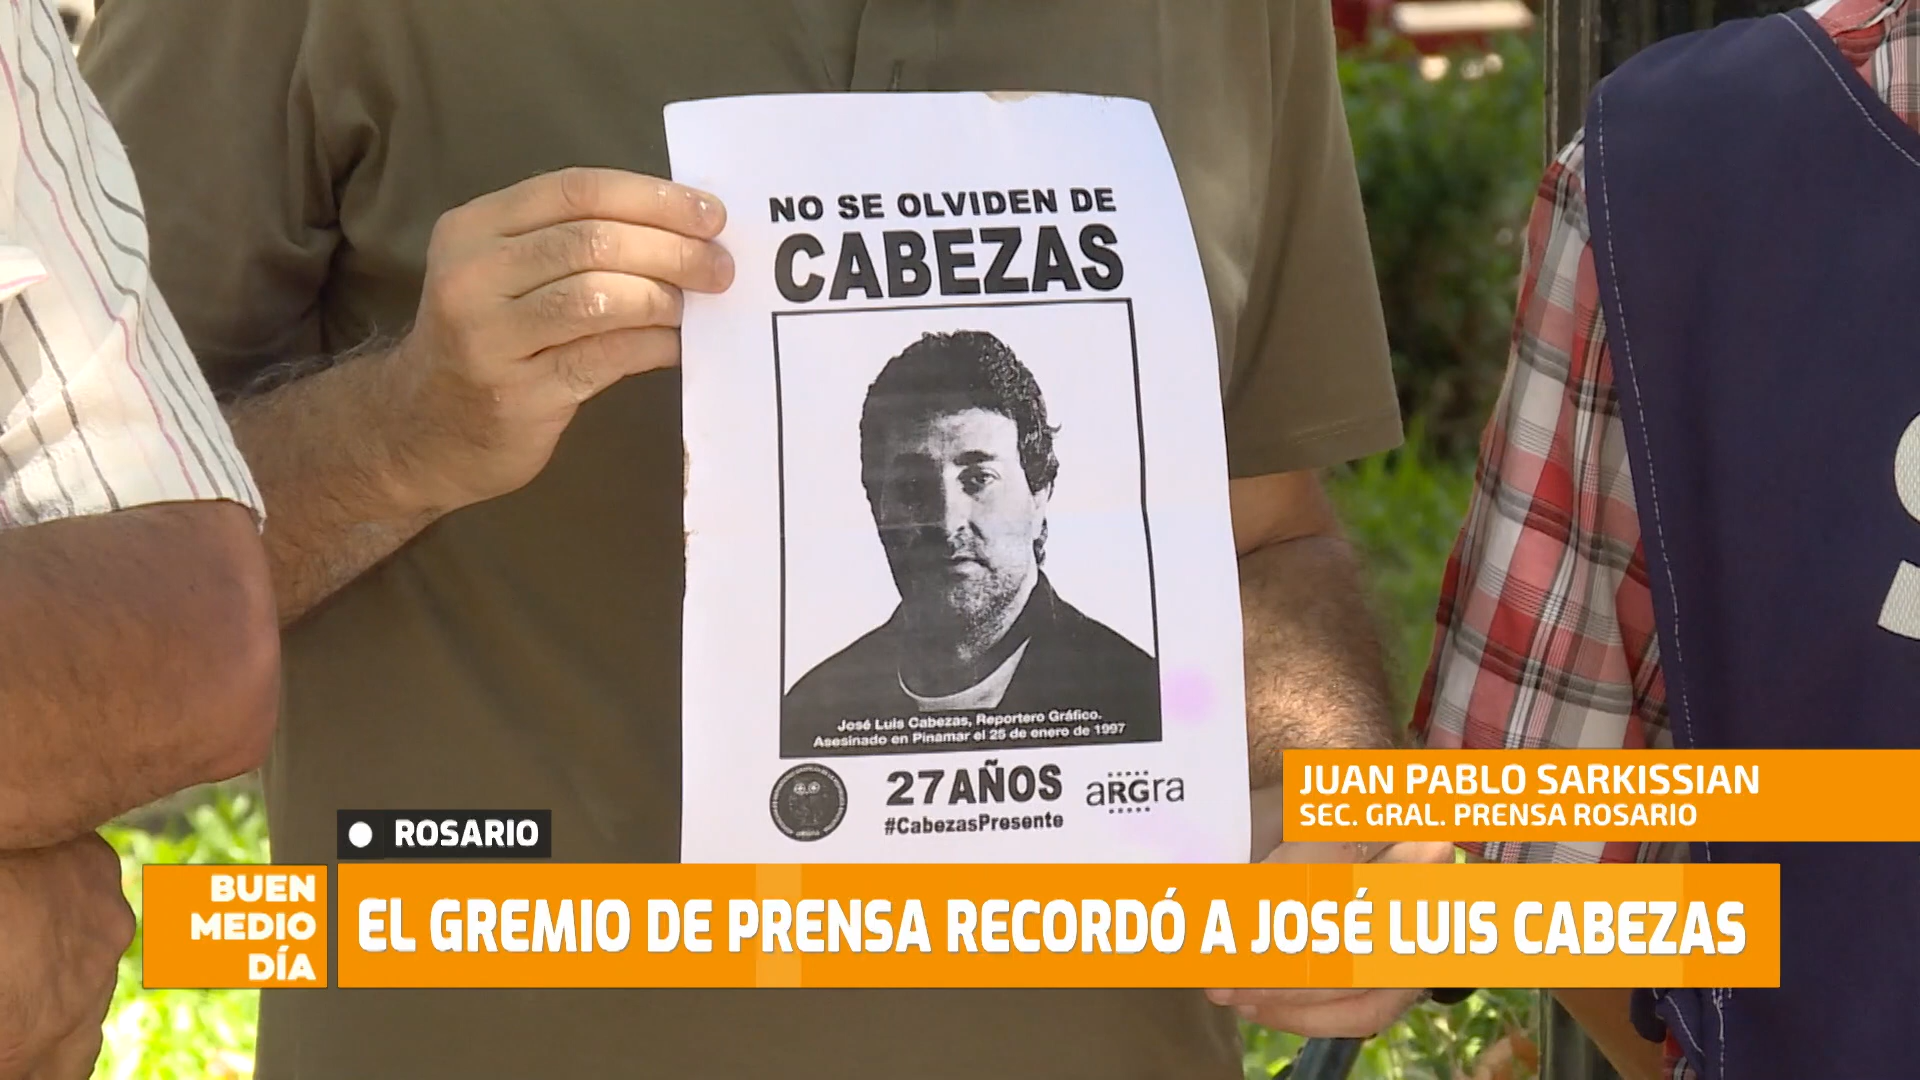 NO SE OLVIDEN DE
CABEZAS
José Luis Cabezas, Reportero Gráfico.
Asesinado en Pinamar el 25 de enero de 1997
27 AÑOS
#CabezasPresente
aRGra
JUAN PABLO SARKISSIAN
SEC. GRAL. PRENSA ROSARIO
ROSARIO
BUEN
MEDIO
DÍA
EL GREMIO DE PRENSA RECORDÓ A JOSÉ LUIS CABEZAS